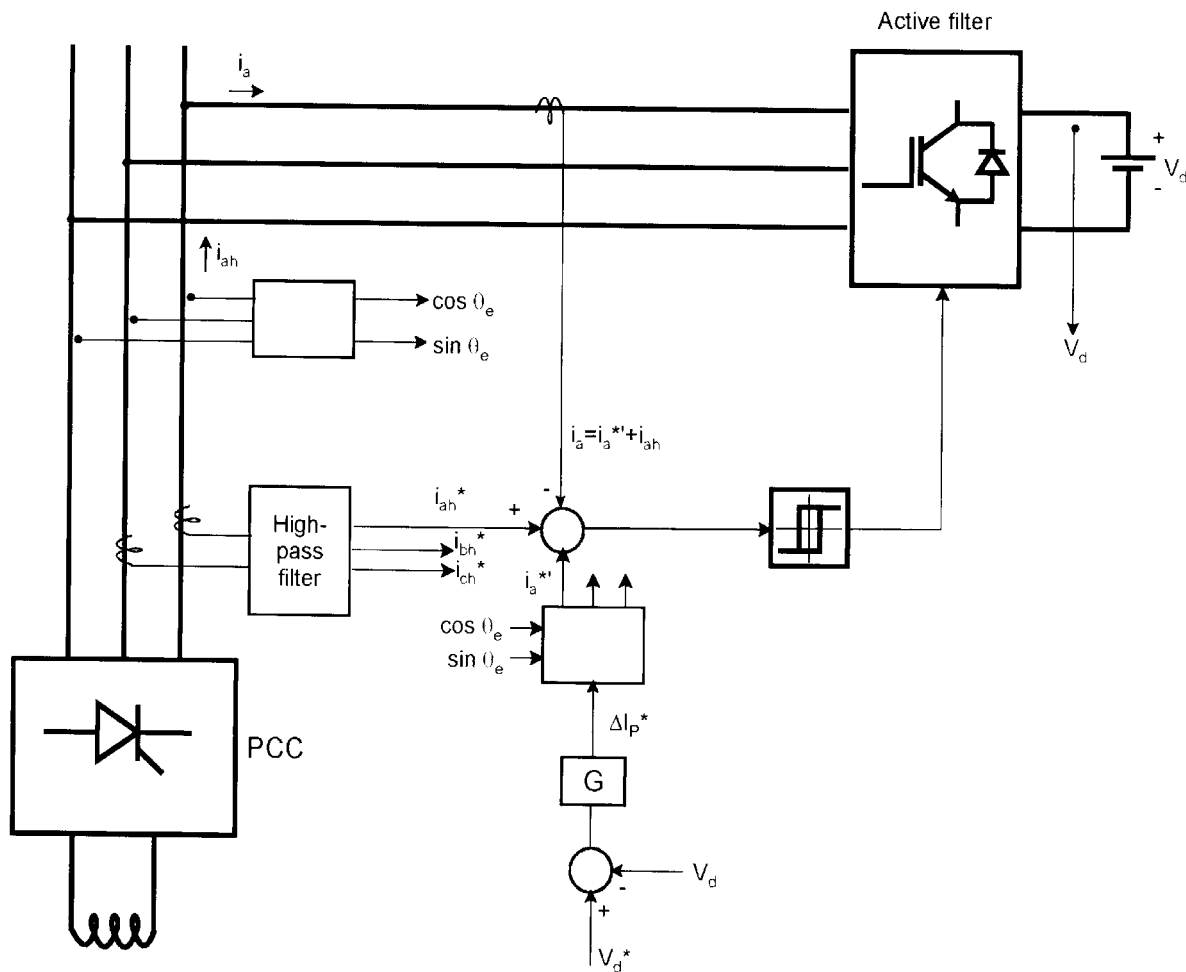 Active filter
i_a
+
V_d
-
i_ah
cos θ_e
sin θ_e
V_d
i_a=i_a*'+i_ah
-
i_ah*
+
High-
pass
filter
i_bh*
i_ch*
i_a*'
cos θ_e
sin θ_e
ΔI_P*
PCC
G
V_d
-
+
V_d*